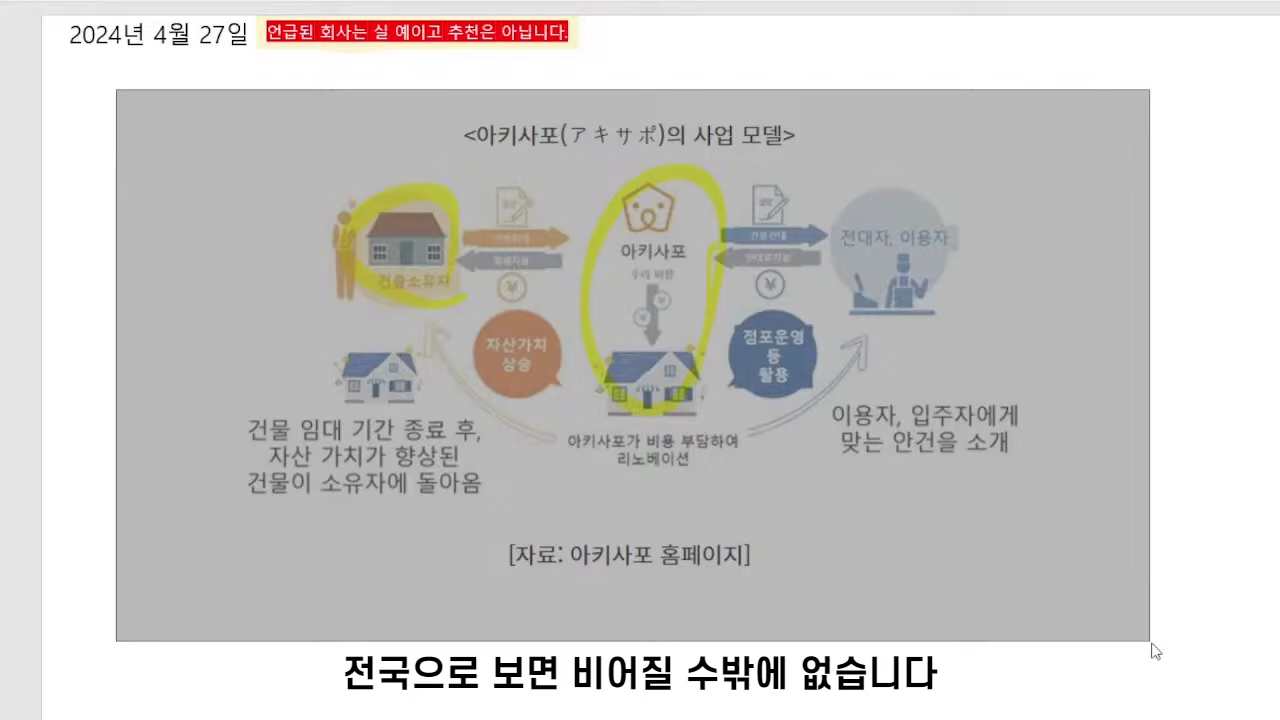 2024년 4월 27일
언급된 회사는 실 예이고 추천은 아닙니다.
<아키사포(アキサポ)의 사업 모델>
아키사포
전대자, 이용자
건물소유자
자산가치
상승
점포운영
등
활용
건물 임대 기간 종료 후,
자산 가치가 향상된
건물이 소유자에 돌아옴
아키사포가 비용 부담하여
리노베이션
이용자, 입주자에게
맞는 안건을 소개
[자료: 아키사포 홈페이지]
전국으로 보면 비어질 수밖에 없습니다